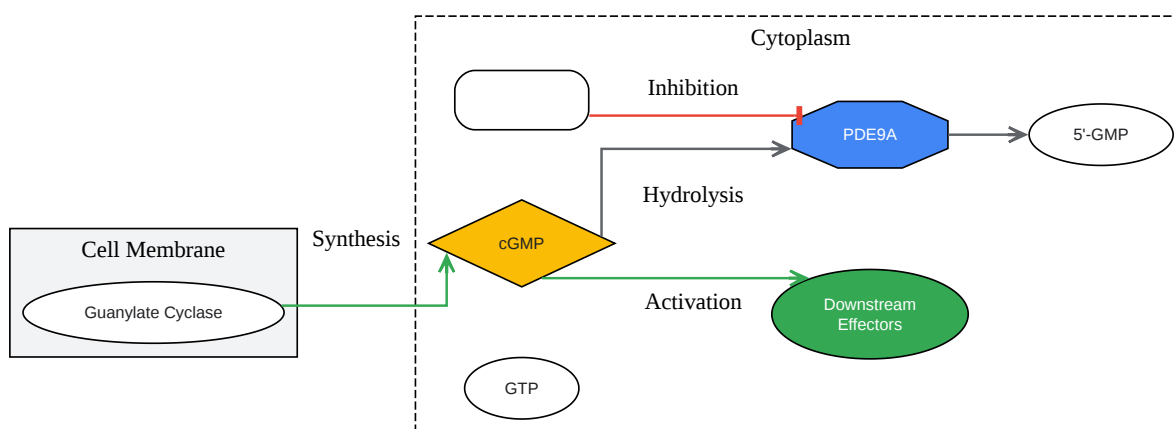 Cytoplasm
Inhibition
PDE9A
5'-GMP
Hydrolysis
Synthesis
cGMP
Cell Membrane
Guanylate Cyclase
Activation
Downstream
Effectors
GTP